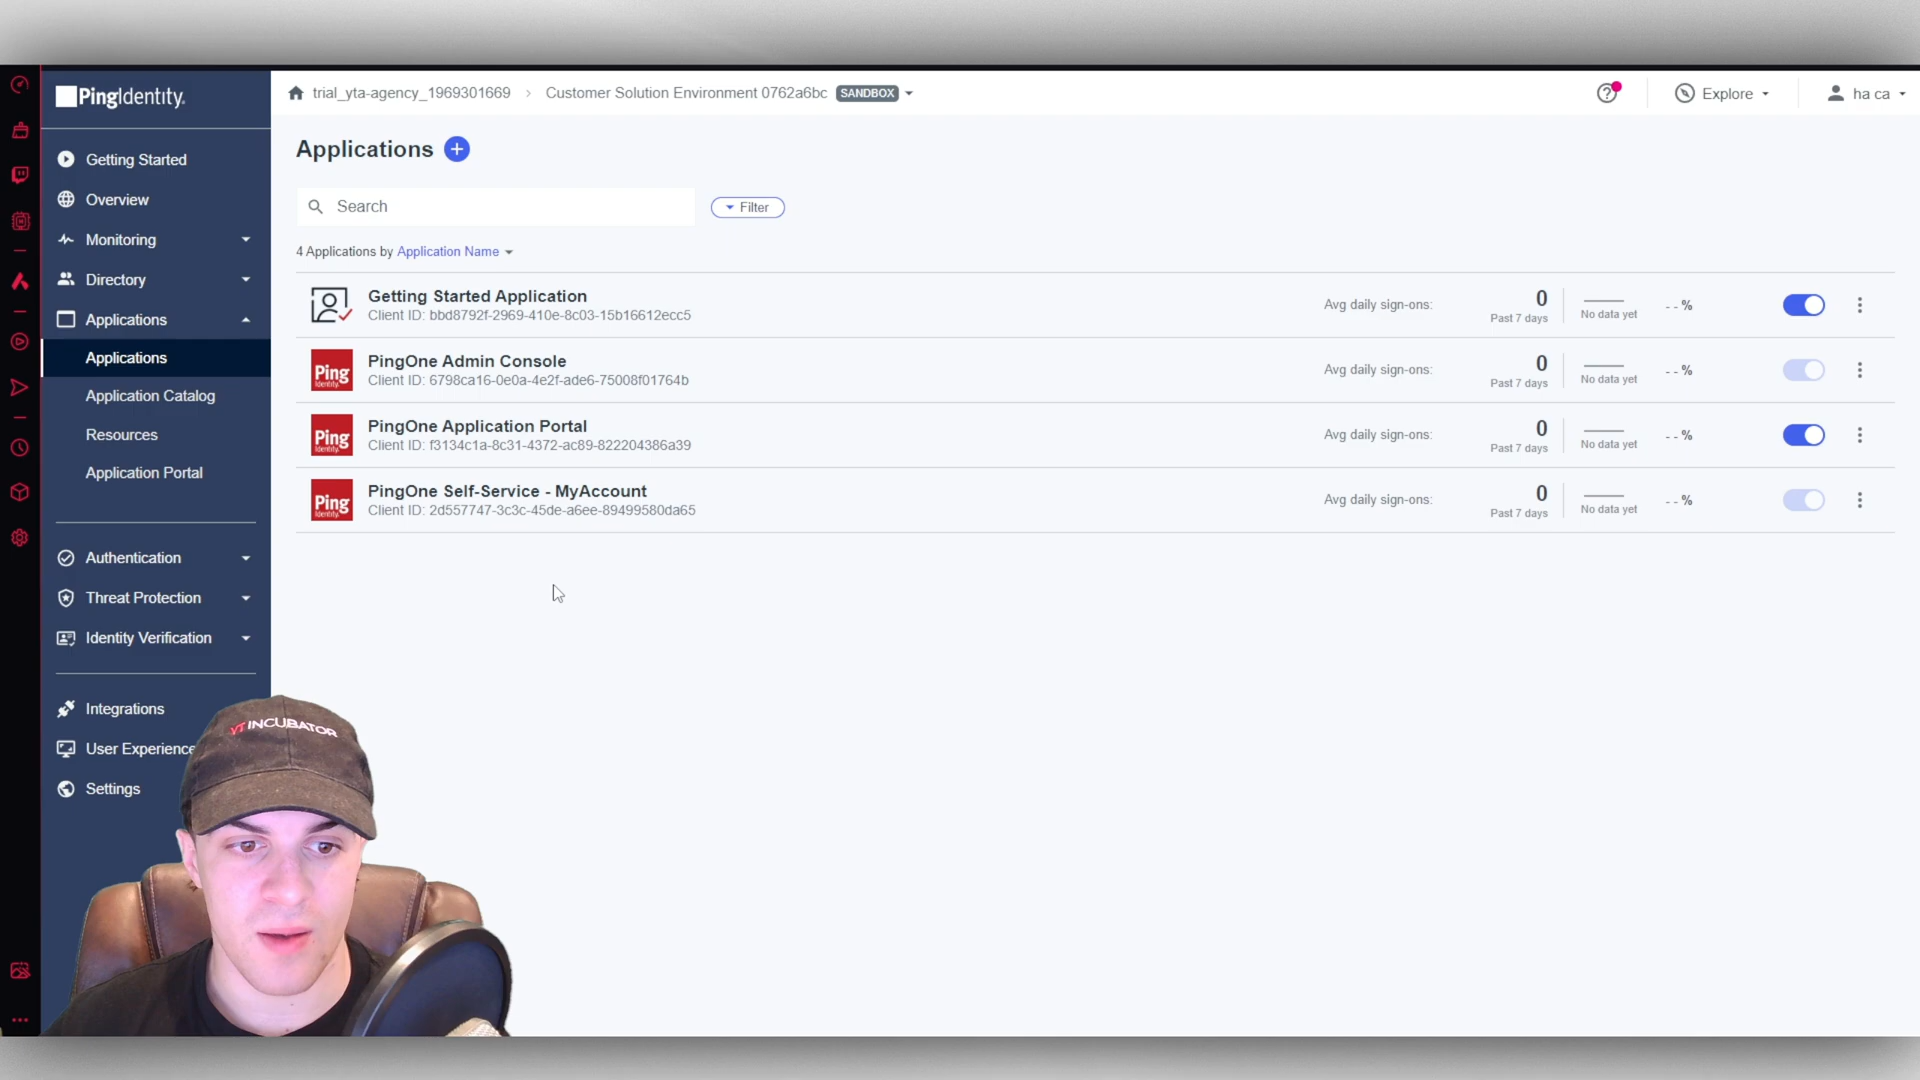 PingIdentity.
trial_yta-agency_1969301669
Customer Solution Environment 0762a6bc
SANDBOX
Explore
ha ca
Getting Started
Overview
Monitoring
Directory
Applications
Applications
Application Catalog
Resources
Application Portal
Authentication
Threat Protection
Identity Verification
Integrations
User Experience
Settings
Applications
Search
Filter
4 Applications by Application Name
Getting Started Application
Client ID: bbd8792f-2969-410e-8c03-15b16612ecc5
Avg daily sign-ons:
0
Past 7 days
No data yet
- - %
Ping
Identity.
PingOne Admin Console
Client ID: 6798ca16-0e0a-4e2f-ade6-75008f01764b
Avg daily sign-ons:
0
Past 7 days
No data yet
- - %
Ping
Identity.
PingOne Application Portal
Client ID: f3134c1a-8c31-4372-ac89-822204386a39
Avg daily sign-ons:
0
Past 7 days
No data yet
- - %
Ping
Identity.
PingOne Self-Service - MyAccount
Client ID: 2d557747-3c3c-45de-a6ee-89499580da65
Avg daily sign-ons:
0
Past 7 days
No data yet
- - %
YT INCUBATOR